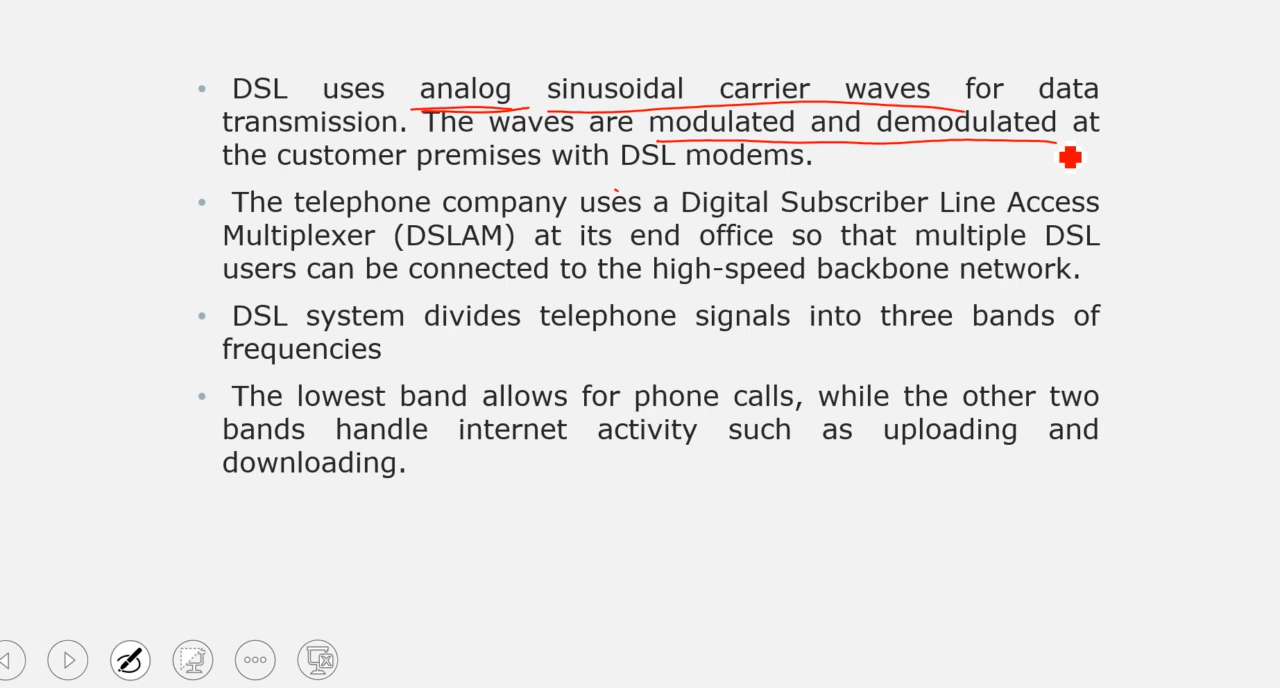 • DSL uses analog sinusoidal carrier waves for data
transmission. The waves are modulated and demodulated at
the customer premises with DSL modems.
• The telephone company uses a Digital Subscriber Line Access
Multiplexer (DSLAM) at its end office so that multiple DSL
users can be connected to the high-speed backbone network.
• DSL system divides telephone signals into three bands of
frequencies
• The lowest band allows for phone calls, while the other two
bands handle internet activity such as uploading and
downloading.